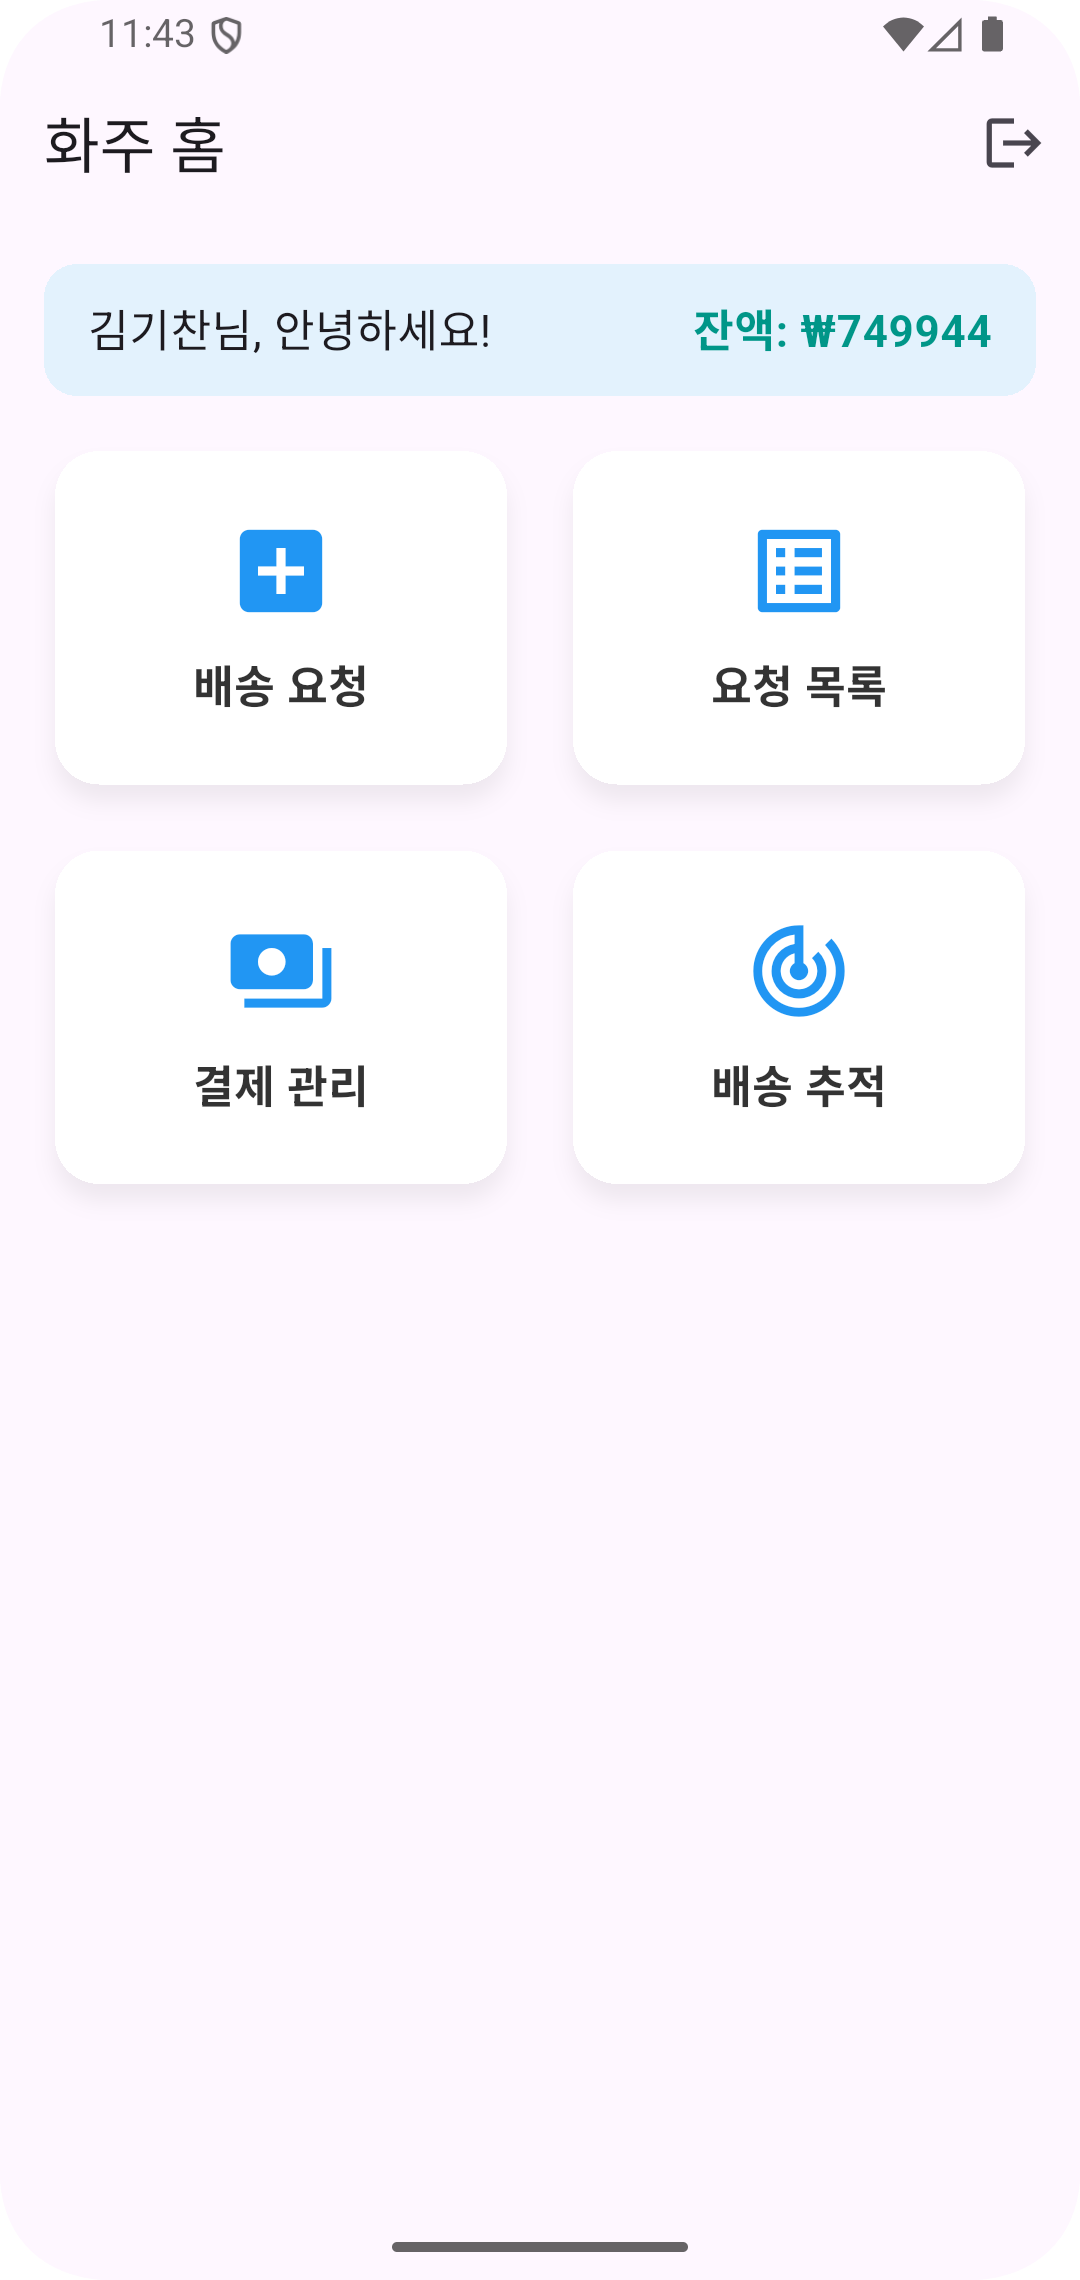 11:43
화주 홈
김기찬님, 안녕하세요!
잔액: ₩749944
배송 요청
요청 목록
결제 관리
배송 추적